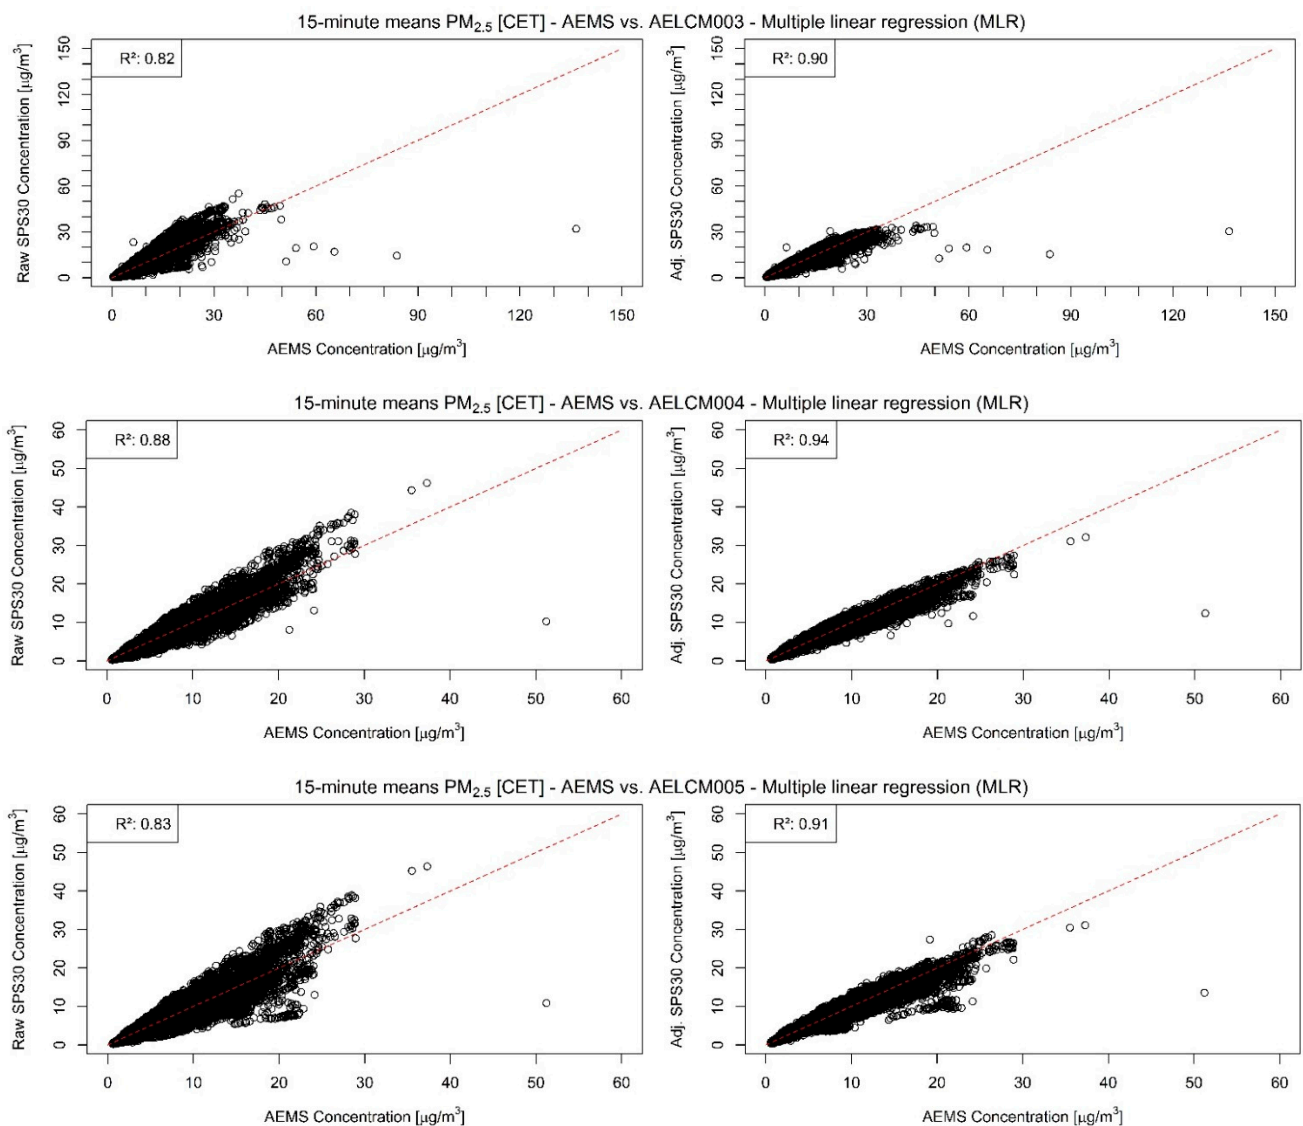 15-minute means PM2.5 [CET] - AEMS vs. AELCM003 - Multiple linear regression (MLR)
Raw SPS30 Concentration [µg/m³]
150
120
90
60
30
0
R²: 0.82
0 30 60 90 120 150
AEMS Concentration [µg/m³]
Adj. SPS30 Concentration [µg/m³]
150
120
90
60
30
0
R²: 0.90
0 30 60 90 120 150
AEMS Concentration [µg/m³]
15-minute means PM2.5 [CET] - AEMS vs. AELCM004 - Multiple linear regression (MLR)
Raw SPS30 Concentration [µg/m³]
60
50
40
30
20
10
0
R²: 0.88
0 10 20 30 40 50 60
AEMS Concentration [µg/m³]
Adj. SPS30 Concentration [µg/m³]
60
50
40
30
20
10
0
R²: 0.94
0 10 20 30 40 50 60
AEMS Concentration [µg/m³]
15-minute means PM2.5 [CET] - AEMS vs. AELCM005 - Multiple linear regression (MLR)
Raw SPS30 Concentration [µg/m³]
60
50
40
30
20
10
0
R²: 0.83
0 10 20 30 40 50 60
AEMS Concentration [µg/m³]
Adj. SPS30 Concentration [µg/m³]
60
50
40
30
20
10
0
R²: 0.91
0 10 20 30 40 50 60
AEMS Concentration [µg/m³]